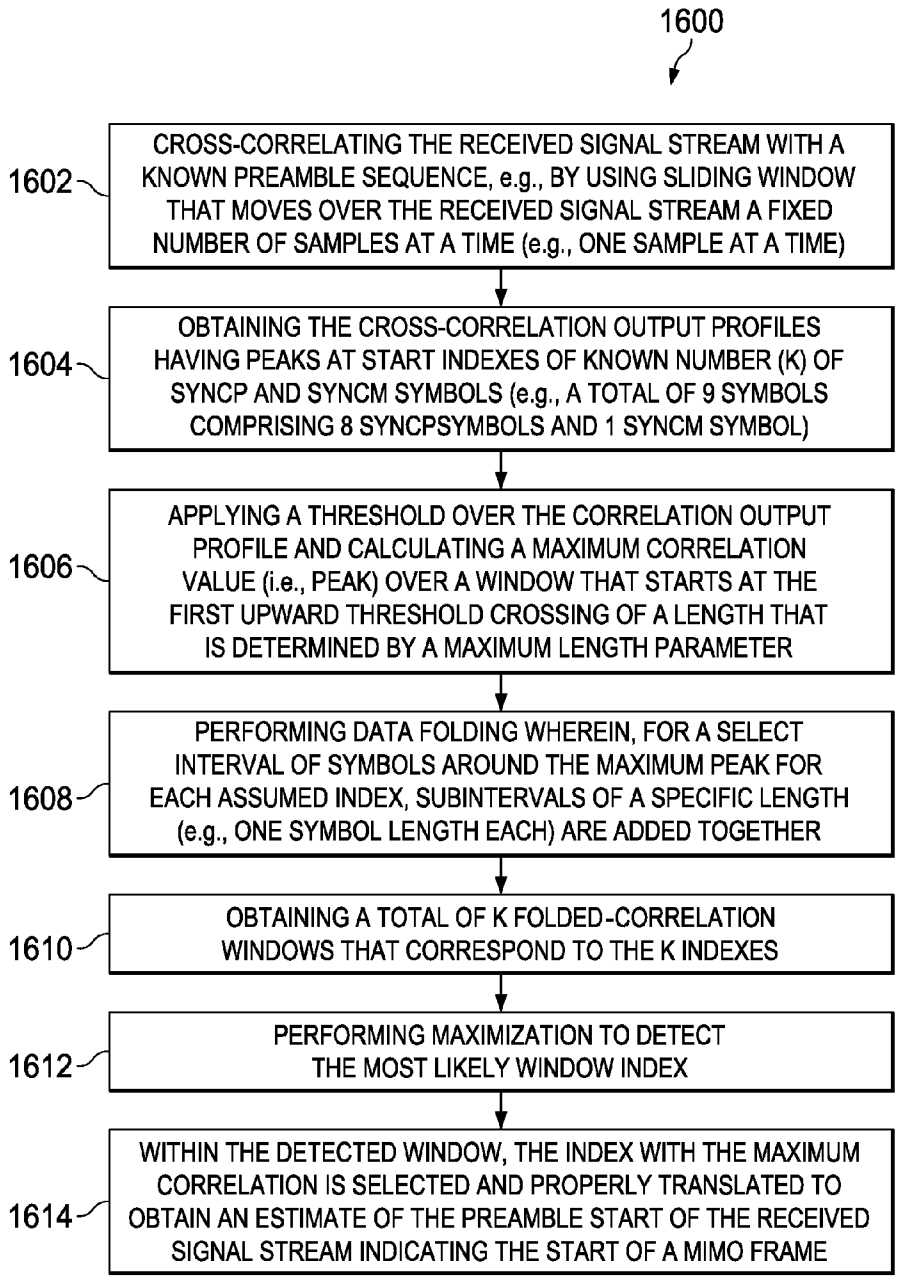 1600
1602
CROSS-CORRELATING THE RECEIVED SIGNAL STREAM WITH A
KNOWN PREAMBLE SEQUENCE, e.g., BY USING SLIDING WINDOW
THAT MOVES OVER THE RECEIVED SIGNAL STREAM A FIXED
NUMBER OF SAMPLES AT A TIME (e.g., ONE SAMPLE AT A TIME)
1604
OBTAINING THE CROSS-CORRELATION OUTPUT PROFILES
HAVING PEAKS AT START INDEXES OF KNOWN NUMBER (K) OF
SYNCP AND SYNCM SYMBOLS (e.g., A TOTAL OF 9 SYMBOLS
COMPRISING 8 SYNCPSYMBOLS AND 1 SYNCM SYMBOL)
1606
APPLYING A THRESHOLD OVER THE CORRELATION OUTPUT
PROFILE AND CALCULATING A MAXIMUM CORRELATION
VALUE (i.e., PEAK) OVER A WINDOW THAT STARTS AT THE
FIRST UPWARD THRESHOLD CROSSING OF A LENGTH THAT
IS DETERMINED BY A MAXIMUM LENGTH PARAMETER
1608
PERFORMING DATA FOLDING WHEREIN, FOR A SELECT
INTERVAL OF SYMBOLS AROUND THE MAXIMUM PEAK FOR
EACH ASSUMED INDEX, SUBINTERVALS OF A SPECIFIC LENGTH
(e.g., ONE SYMBOL LENGTH EACH) ARE ADDED TOGETHER
1610
OBTAINING A TOTAL OF K FOLDED-CORRELATION
WINDOWS THAT CORRESPOND TO THE K INDEXES
1612
PERFORMING MAXIMIZATION TO DETECT
THE MOST LIKELY WINDOW INDEX
1614
WITHIN THE DETECTED WINDOW, THE INDEX WITH THE MAXIMUM
CORRELATION IS SELECTED AND PROPERLY TRANSLATED TO
OBTAIN AN ESTIMATE OF THE PREAMBLE START OF THE RECEIVED
SIGNAL STREAM INDICATING THE START OF A MIMO FRAME